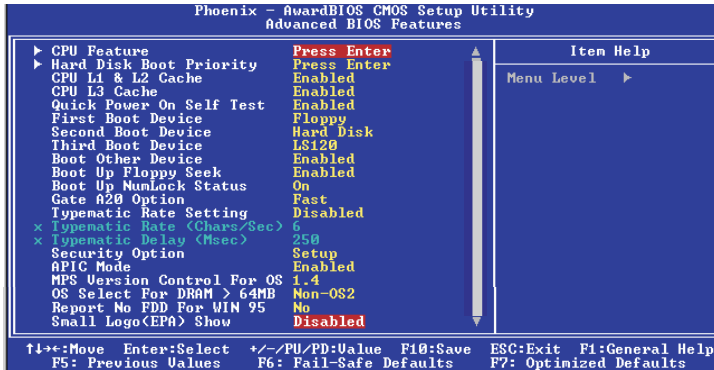 Phoenix - AwardBIOS CMOS Setup Utility
Advanced BIOS Features
CPU Feature Press Enter
Hard Disk Boot Priority Press Enter
CPU L1 & L2 Cache Enabled
CPU L3 Cache Enabled
Quick Power On Self Test Enabled
First Boot Device Floppy
Second Boot Device Hard Disk
Third Boot Device LS120
Boot Other Device Enabled
Boot Up Floppy Seek Enabled
Boot Up NumLock Status On
Gate A20 Option Fast
Typematic Rate Setting Disabled
x Typematic Rate (Chars/Sec) 6
x Typematic Delay (Msec) 250
Security Option Setup
APIC Mode Enabled
MPS Version Control For OS 1.4
OS Select For DRAM > 64MB Non-OS2
Report No FDD For WIN 95 No
Small Logo(EPA) Show Disabled
Item Help
Menu Level
↑↓→←:Move Enter:Select +/-/PU/PD:Value F10:Save ESC:Exit F1:General Help
F5: Previous Values F6: Fail-Safe Defaults F7: Optimized Defaults